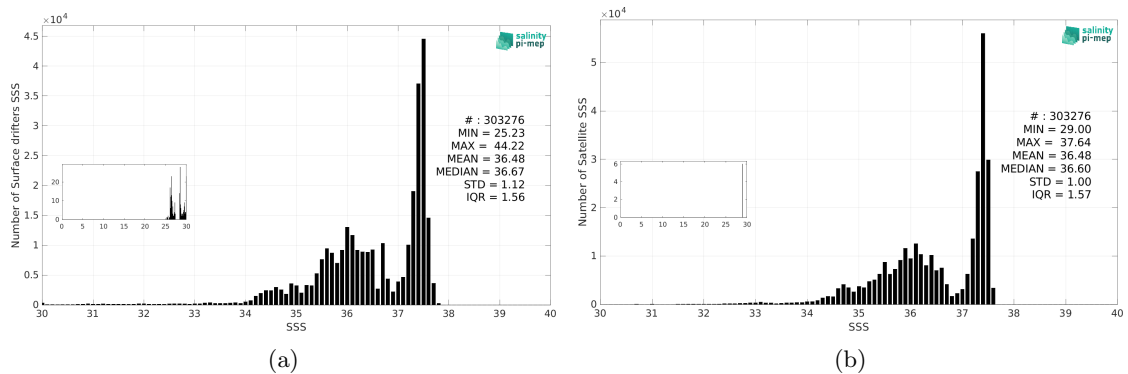 ×10⁴
4.5
4
3.5
3
2.5
2
1.5
1
0.5
0
Number of Surface drifters SSS
salinity
pi-mep
# : 303276
MIN = 25.23
MAX = 44.22
MEAN = 36.48
MEDIAN = 36.67
STD = 1.12
IQR = 1.56
20
10
0
0 5 10 15 20 25 30
30 31 32 33 34 35 36 37 38 39 40
SSS
(a)
×10⁴
5
4
3
2
1
0
Number of Satellite SSS
salinity
pi-mep
# : 303276
MIN = 29.00
MAX = 37.64
MEAN = 36.48
MEDIAN = 36.60
STD = 1.00
IQR = 1.57
6
4
2
0
0 5 10 15 20 25 30
30 31 32 33 34 35 36 37 38 39 40
SSS
(b)